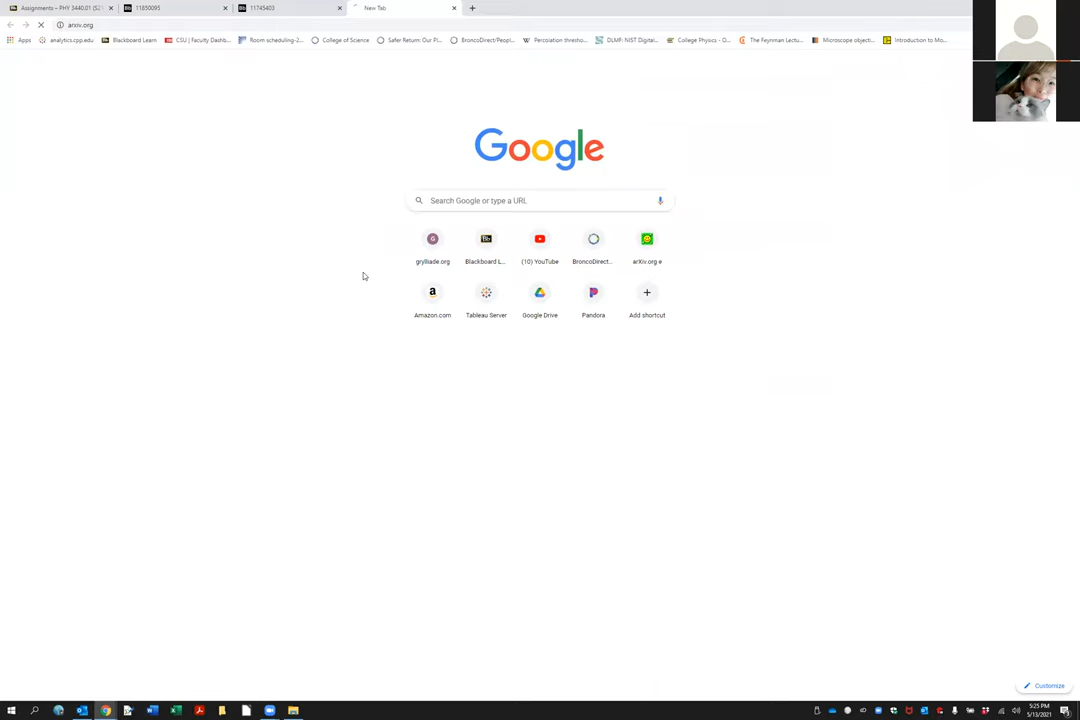 Assignments – PHY 3440.01 (S21
11850095
11745403
New Tab
arxiv.org
Apps
analytics.cpp.edu
Blackboard Learn
CSU | Faculty Dashb...
Room scheduling-2...
College of Science
Safer Return: Our Pl...
BroncoDirect/Peopl...
Percolation thresho...
DLMF: NIST Digital...
College Physics - O...
The Feynman Lectu...
Microscope objecti...
Introduction to Mo...
Google
Search Google or type a URL
G
grylliade.org
Bb
Blackboard L...
(10) YouTube
BroncoDirect...
arXiv.org e
a
Amazon.com
Tableau Server
Google Drive
Pandora
Add shortcut
Customize
5:25 PM
5/13/2021